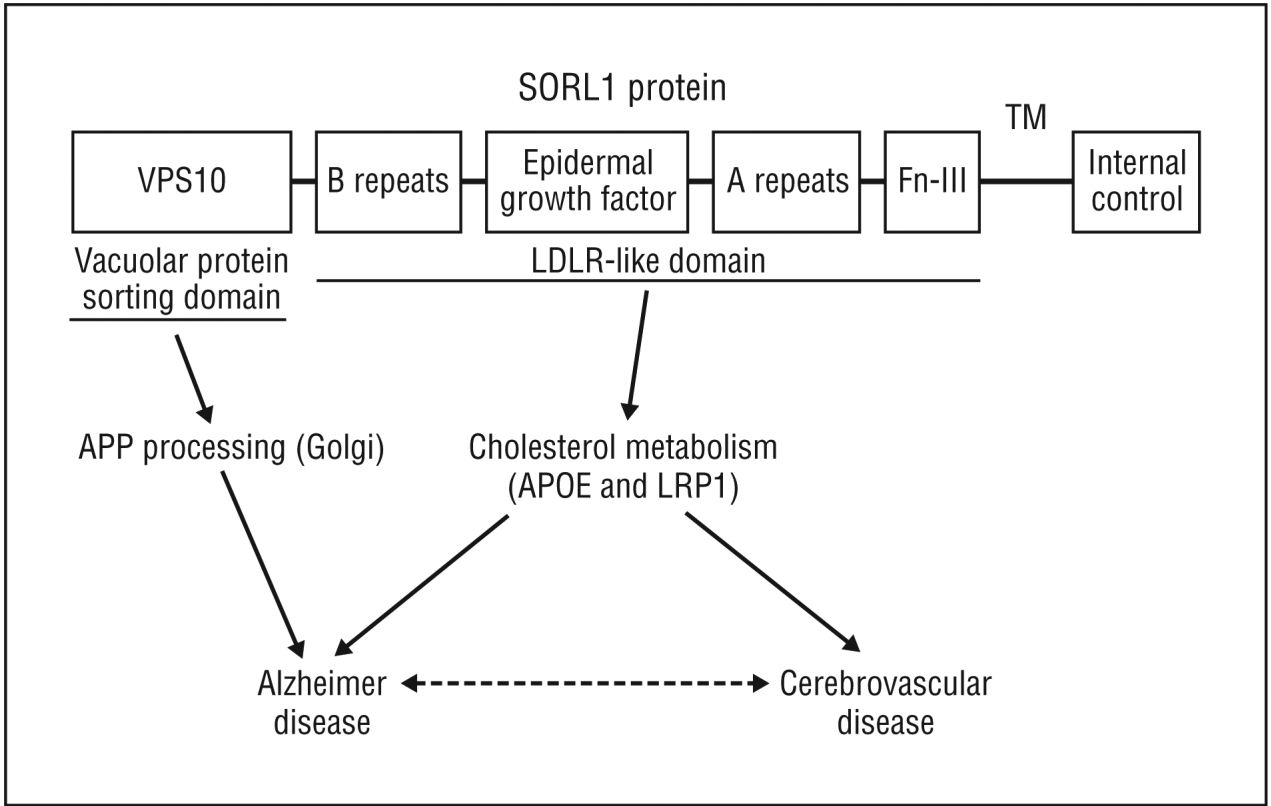 SORL1 protein
TM
VPS10
B repeats
Epidermal
growth factor
A repeats
Fn-III
Internal
control
Vacuolar protein
sorting domain
LDLR-like domain
APP processing (Golgi)
Cholesterol metabolism
(APOE and LRP1)
Alzheimer
disease
Cerebrovascular
disease